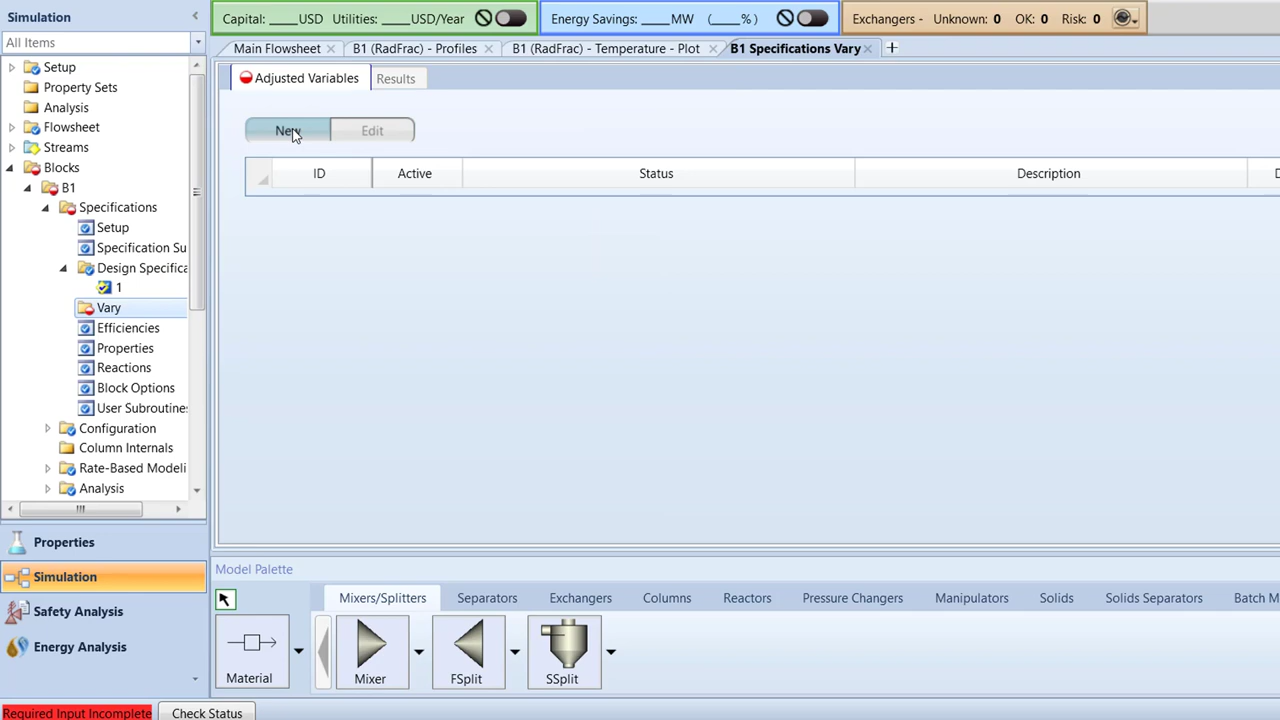 Simulation
All Items
Setup
Property Sets
Analysis
Flowsheet
Streams
Blocks
B1
Specifications
Setup
Specification Su
Design Specifica
1
Vary
Efficiencies
Properties
Reactions
Block Options
User Subroutine
Configuration
Column Internals
Rate-Based Modeli
Analysis
Properties
Simulation
Safety Analysis
Energy Analysis
Required Input Incomplete
Check Status
Capital: ____USD Utilities: ____USD/Year
Energy Savings: ____MW (____%)
Exchangers - Unknown: 0 OK: 0 Risk: 0
Main Flowsheet
B1 (RadFrac) - Profiles
B1 (RadFrac) - Temperature - Plot
B1 Specifications Vary
Adjusted Variables
Results
New
Edit
ID
Active
Status
Description
Model Palette
Mixers/Splitters
Separators
Exchangers
Columns
Reactors
Pressure Changers
Manipulators
Solids
Solids Separators
Batch M
Material
Mixer
FSplit
SSplit